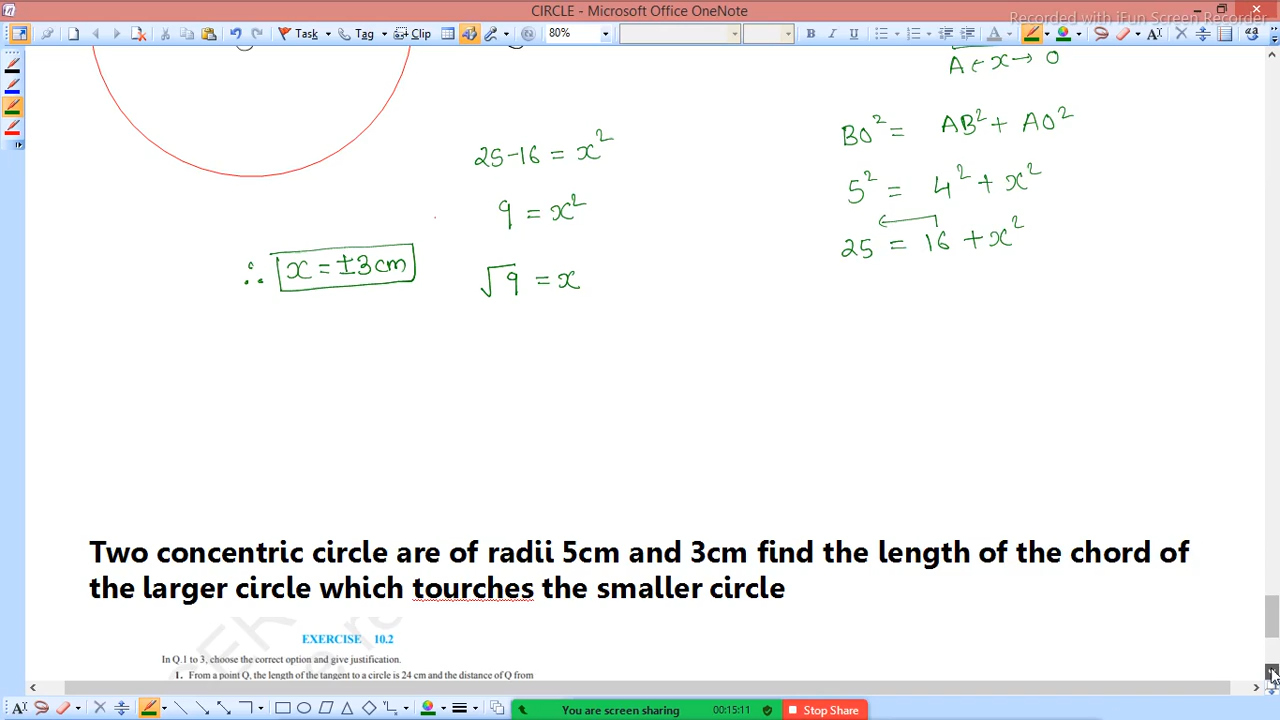 CIRCLE - Microsoft Office OneNote
Recorded with iFun Screen Recorder
Task Tag Clip 80%
A ← x → O
BO² = AB² + AO²
25-16 = x²
5² = 4² + x²
9 = x²
25 = 16 + x²
∴ x = ±3cm
√9 = x
Two concentric circle are of radii 5cm and 3cm find the length of the chord of
the larger circle which tourches the smaller circle
EXERCISE 10.2
In Q.1 to 3, choose the correct option and give justification.
1. From a point Q, the length of the tangent to a circle is 24 cm and the distance of Q from
You are screen sharing 00:15:11 Stop Share